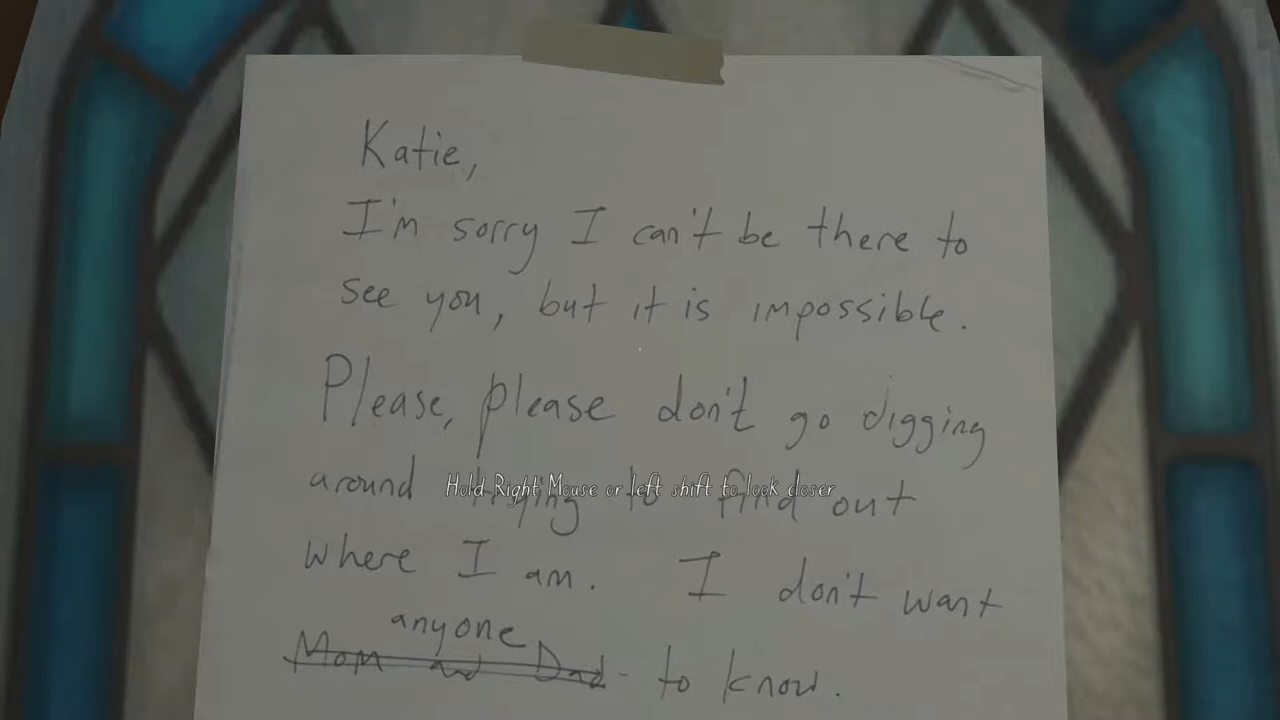 Katie,
I'm sorry I can't be there to
see you, but it is impossible.
Please, please don't go digging
around trying to find out
Hold Right Mouse or left shift to look closer
where I am. I don't want
anyone
Mom and Dad - to know.